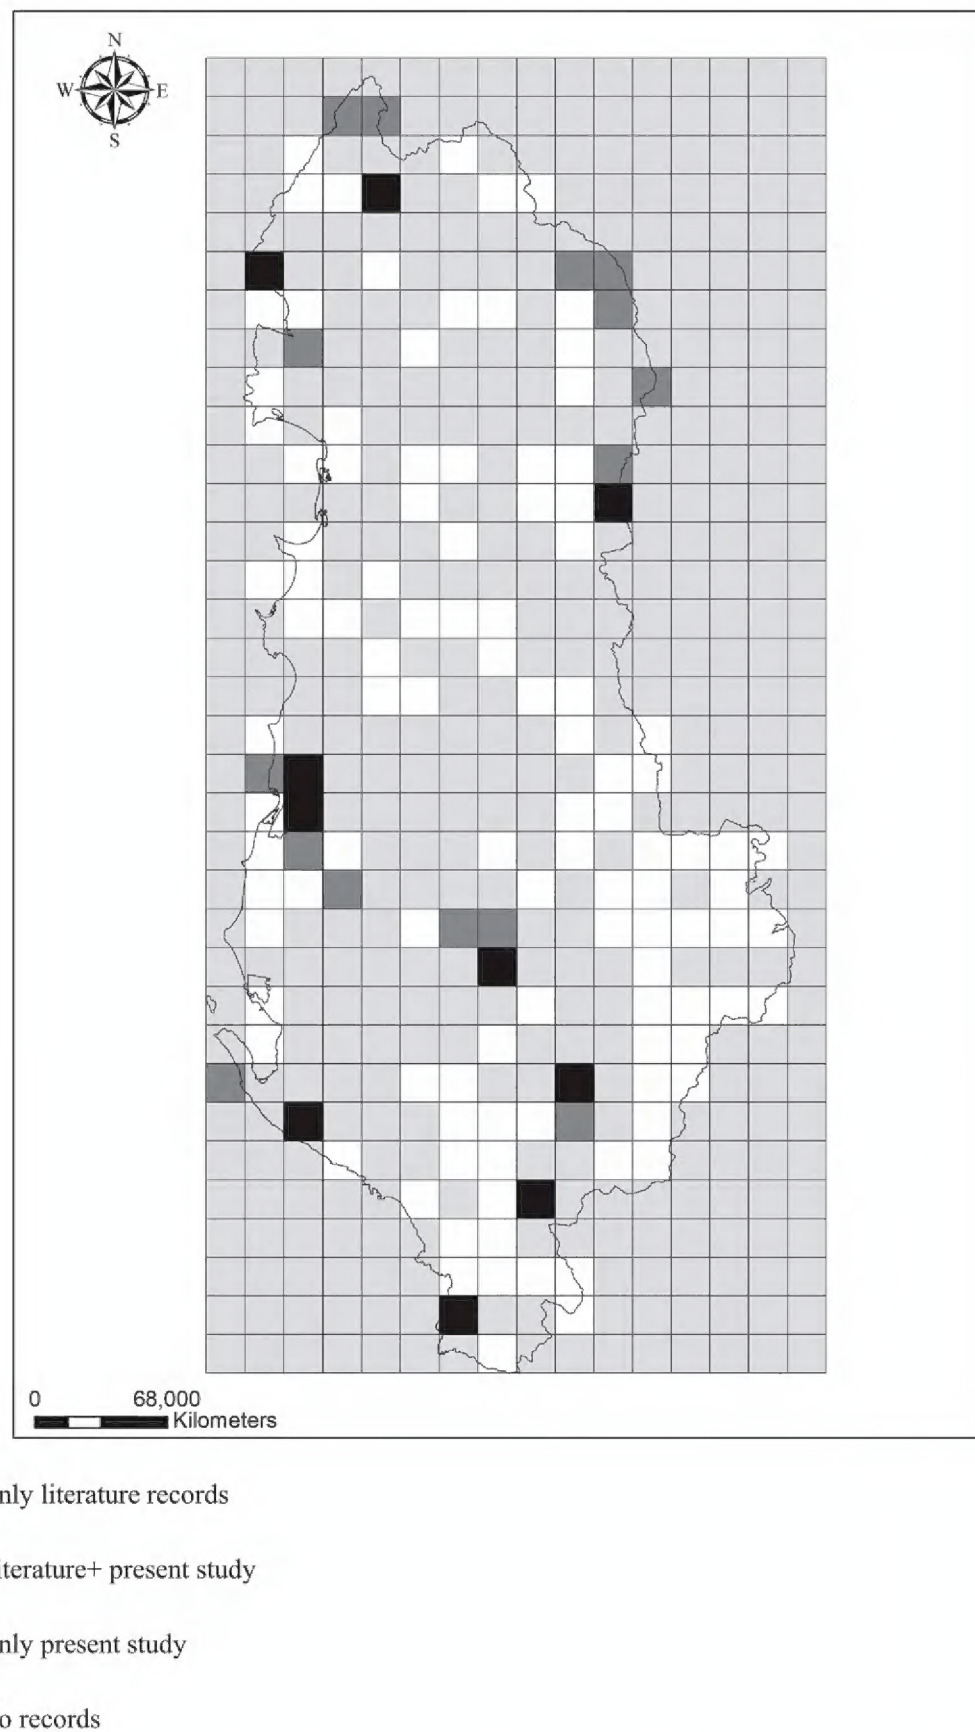 N
W E
S
0 68,000
Kilometers
nly literature records
iterature+ present study
nly present study
o records